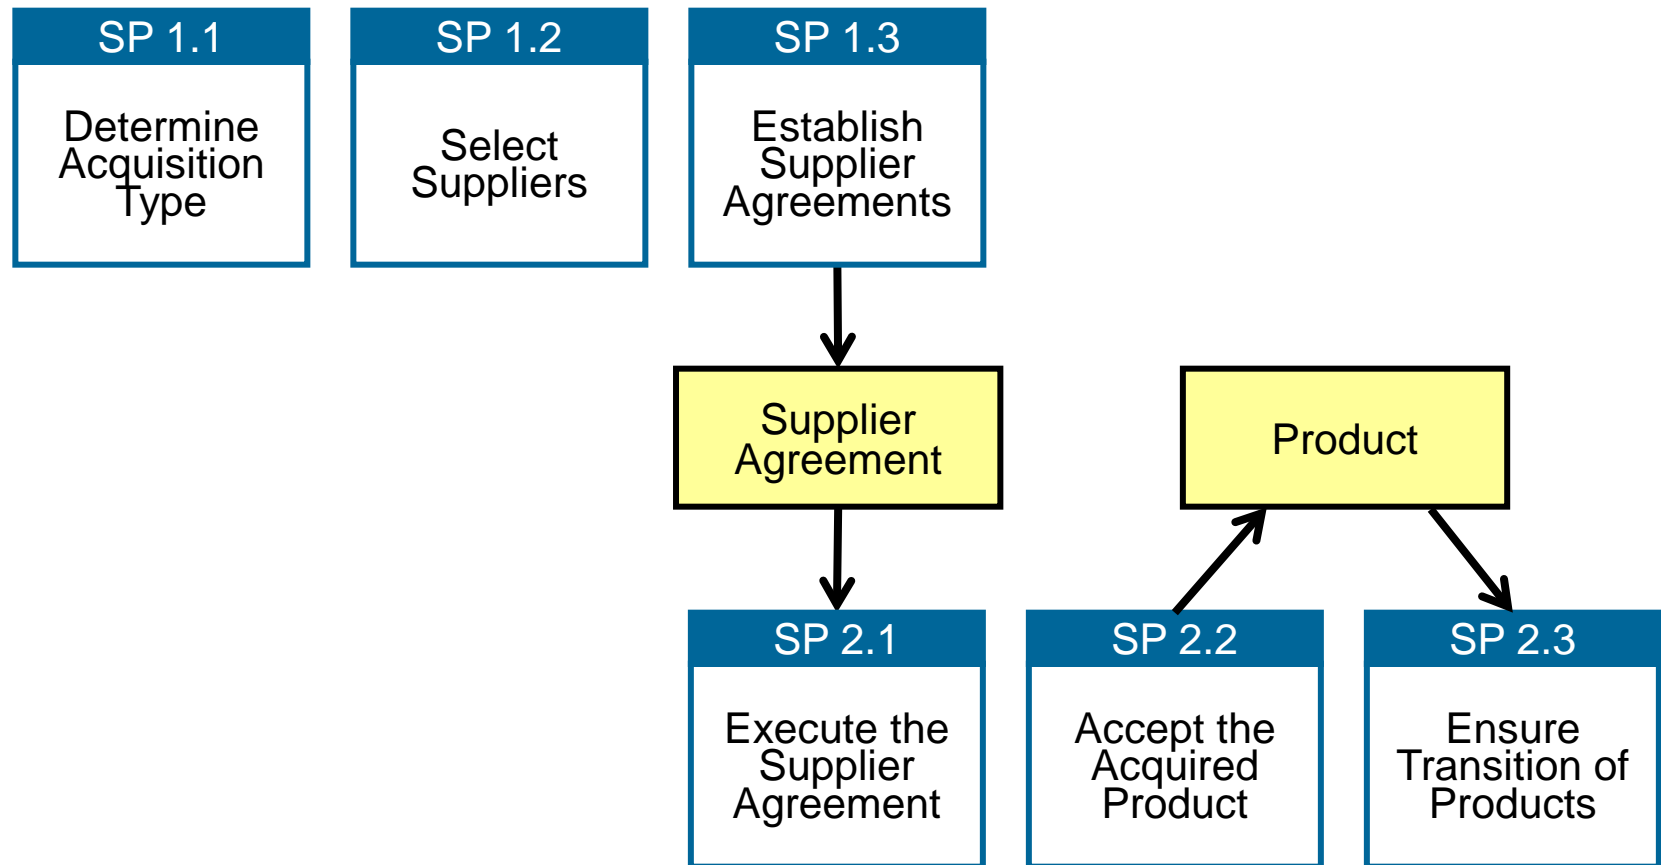 SP 1.1
Determine
Acquisition
Type
SP 1.2
Select
Suppliers
SP 1.3
Establish
Supplier
Agreements
Supplier
Agreement
Product
SP 2.1
Execute the
Supplier
Agreement
SP 2.2
Accept the
Acquired
Product
SP 2.3
Ensure
Transition of
Products